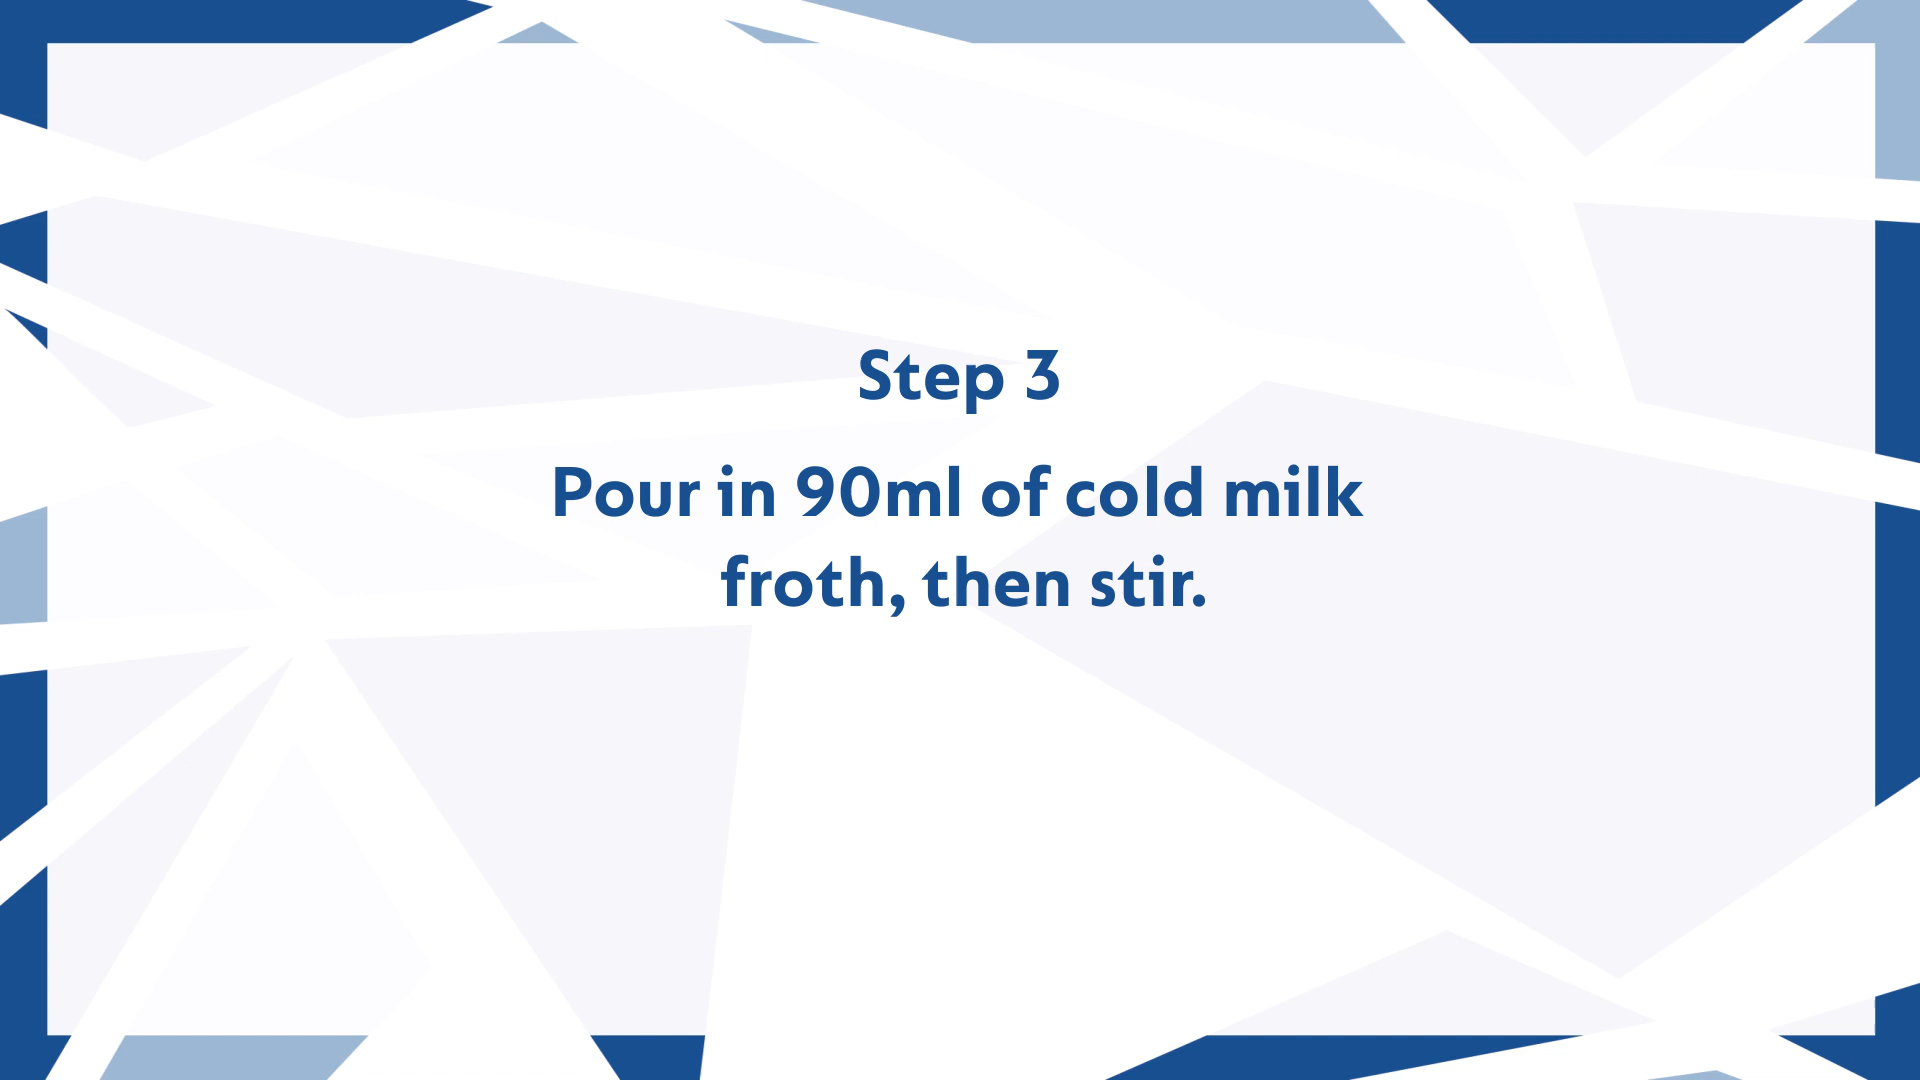 Step 3
Pour in 90ml of cold milk
froth, then stir.